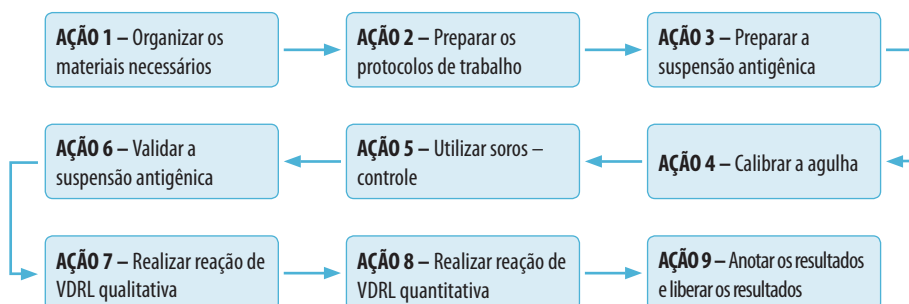 AÇÃO 1 – Organizar os
materiais necessários
AÇÃO 2 – Preparar os
protocolos de trabalho
AÇÃO 3 – Preparar a
suspensão antigênica
AÇÃO 6 – Validar a
suspensão antigênica
AÇÃO 5 – Utilizar soros –
controle
AÇÃO 4 – Calibrar a agulha
AÇÃO 7 – Realizar reação de
VDRL qualitativa
AÇÃO 8 – Realizar reação de
VDRL quantitativa
AÇÃO 9 – Anotar os resultados
e liberar os resultados